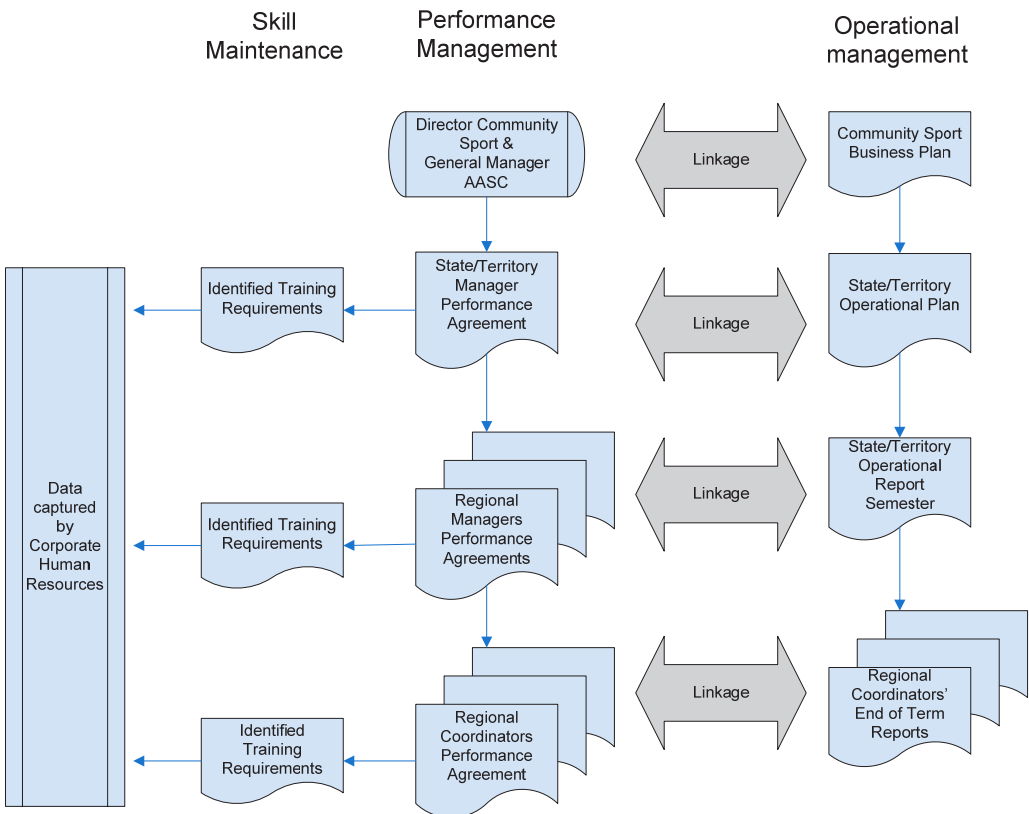 Skill
Maintenance
Performance
Management
Operational
management
Director Community
Sport &
General Manager
AASC
Linkage
Community Sport
Business Plan
Identified Training
Requirements
State/Territory
Manager
Performance
Agreement
Linkage
State/Territory
Operational Plan
Data
captured
by
Corporate
Human
Resources
Identified Training
Requirements
Regional
Managers
Performance
Agreements
Linkage
State/Territory
Operational
Report
Semester
Identified
Training
Requirements
Regional
Coordinators
Performance
Agreement
Linkage
Regional
Coordinators’
End of Term
Reports